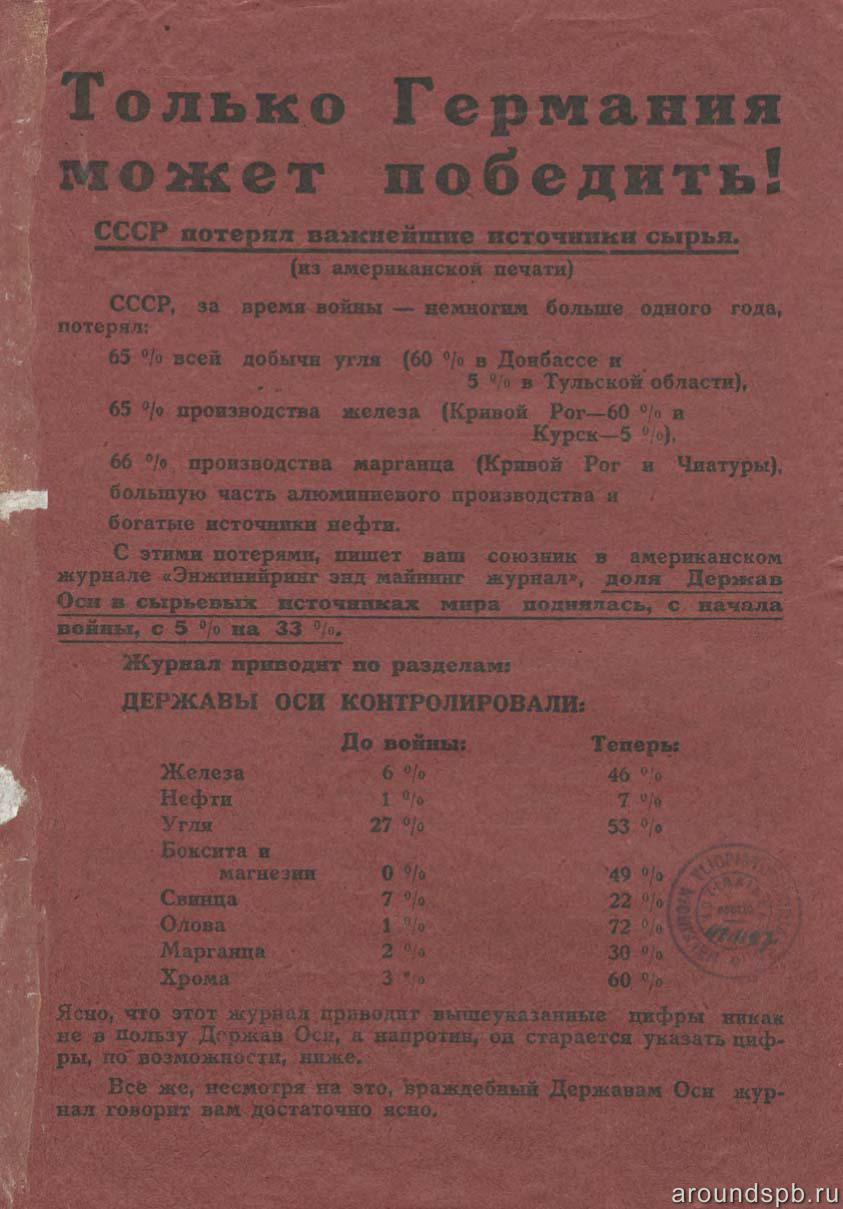 Только Германия
может победить!
СССР потерял важнейшие источники сырья.
(из американской печати)
СССР, за время войны — немногим больше одного года,
потерял:
65 % всей добычи угля (60 % в Донбассе и
5 % в Тульской области),
65 % производства железа (Кривой Рог—60 % и
Курск—5 %),
66 % производства марганца (Кривой Рог и Чиатуры),
большую часть алюминиевого производства и
богатые источники нефти.
С этими потерями, пишет ваш союзник в американском
журнале «Энжинийринг энд майнинг журнал», доля Держав
Оси в сырьевых источниках мира поднялась, с начала
войны, с 5 % на 33 %.
Журнал приводит по разделам:
ДЕРЖАВЫ ОСИ КОНТРОЛИРОВАЛИ:
До войны: Теперь:
Железа 6 % 46 %
Нефти 1 % 7 %
Угля 27 % 53 %
Боксита и
магнезии 0 % 49 %
Свинца 7 % 22 %
Олова 1 % 72 %
Марганца 2 % 30 %
Хрома 3 % 60 %
Ясно, что этот журнал приводит вышеуказанные цифры никак
не в пользу Держав Оси, а напротив, он старается указать циф-
ры, по возможности, ниже.
Всё же, несмотря на это, враждебный Державам Оси жур-
нал говорит вам достаточно ясно.
aroundspb.ru